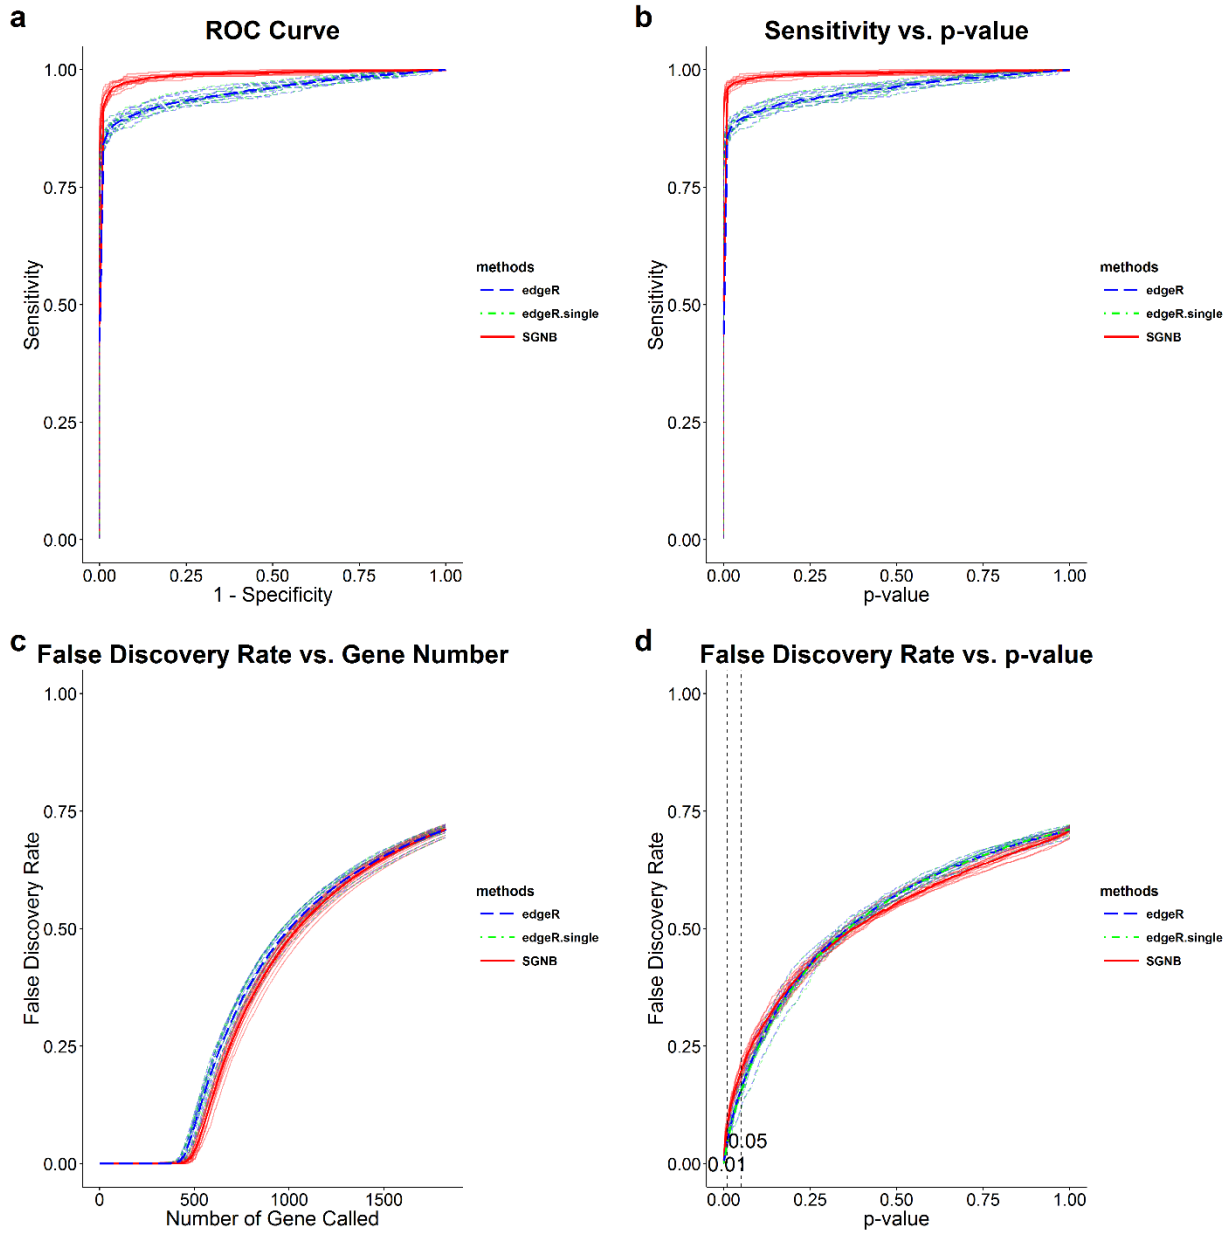 a
ROC Curve
1.00
0.75
0.50
0.25
0.00
Sensitivity
0.00 0.25 0.50 0.75 1.00
1 - Specificity
methods
edgeR
edgeR.single
SGNB
b
Sensitivity vs. p-value
1.00
0.75
0.50
0.25
0.00
Sensitivity
0.00 0.25 0.50 0.75 1.00
p-value
methods
edgeR
edgeR.single
SGNB
c
False Discovery Rate vs. Gene Number
1.00
0.75
0.50
0.25
0.00
False Discovery Rate
0 500 1000 1500
Number of Gene Called
methods
edgeR
edgeR.single
SGNB
d
False Discovery Rate vs. p-value
1.00
0.75
0.50
0.25
0.00
False Discovery Rate
0.05
0.01
0.00 0.25 0.50 0.75 1.00
p-value
methods
edgeR
edgeR.single
SGNB